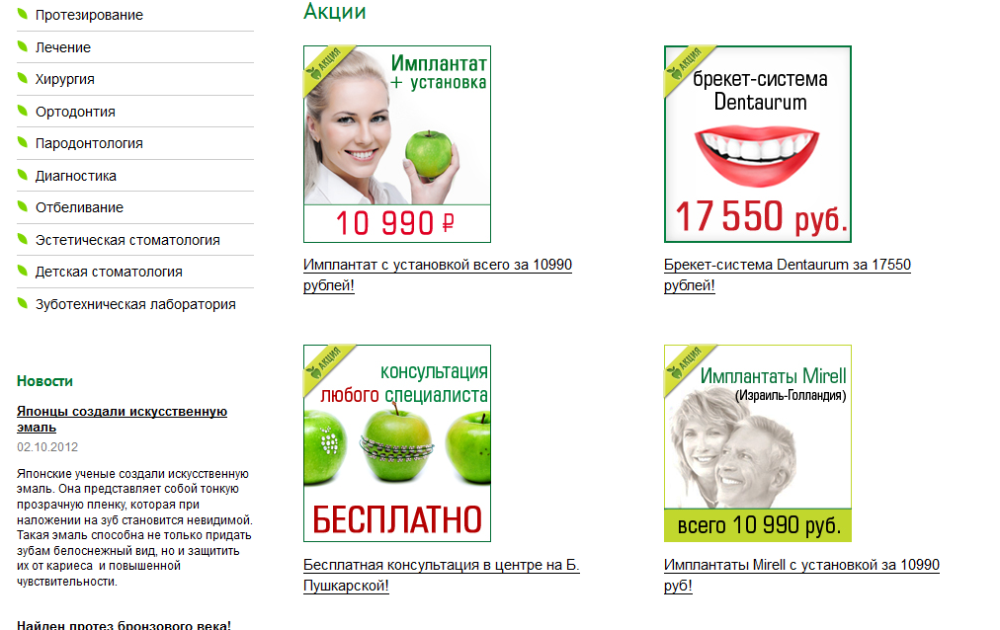 Протезирование
Лечение
Хирургия
Ортодонтия
Пародонтология
Диагностика
Отбеливание
Эстетическая стоматология
Детская стоматология
Зуботехническая лаборатория
Новости
Японцы создали искусственную
эмаль
02.10.2012
Японские ученые создали искусственную
эмаль. Она представляет собой тонкую
прозрачную пленку, которая при
наложении на зуб становится невидимой.
Такая эмаль способна не только придать
зубам белоснежный вид, но и защитить
их от кариеса и повышенной
чувствительности.
Найден протез бронзового века!
Акции
АКЦИЯ
Имплантат
+ установка
10 990 ₽
Имплантат с установкой всего за 10990
рублей!
АКЦИЯ
брекет-система
Dentaurum
17 550 руб.
Брекет-система Dentaurum за 17550
рублей!
АКЦИЯ
консультация
любого специалиста
БЕСПЛАТНО
Бесплатная консультация в центре на Б.
Пушкарской!
АКЦИЯ
Имплантаты Mirell
(Израиль-Голландия)
всего 10 990 руб.
Имплантаты Mirell с установкой за 10990
руб!